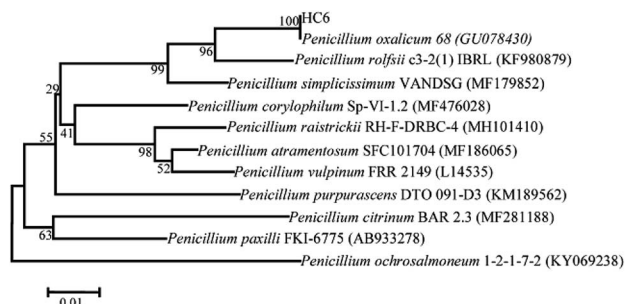 100 HC6
Penicillium oxalicum 68 (GU078430)
96
Penicillium rolfsii c3-2(1) IBRL (KF980879)
99
Penicillium simplicissimum VANDSG (MF179852)
29
Penicillium corylophilum Sp-VI-1.2 (MF476028)
41
Penicillium raistrickii RH-F-DRBC-4 (MH101410)
55
98
Penicillium atramentosum SFC101704 (MF186065)
52
Penicillium vulpinum FRR 2149 (L14535)
Penicillium purpurascens DTO 091-D3 (KM189562)
Penicillium citrinum BAR 2.3 (MF281188)
63
Penicillium paxilli FKI-6775 (AB933278)
Penicillium ochrosalmoneum 1-2-1-7-2 (KY069238)
0.01